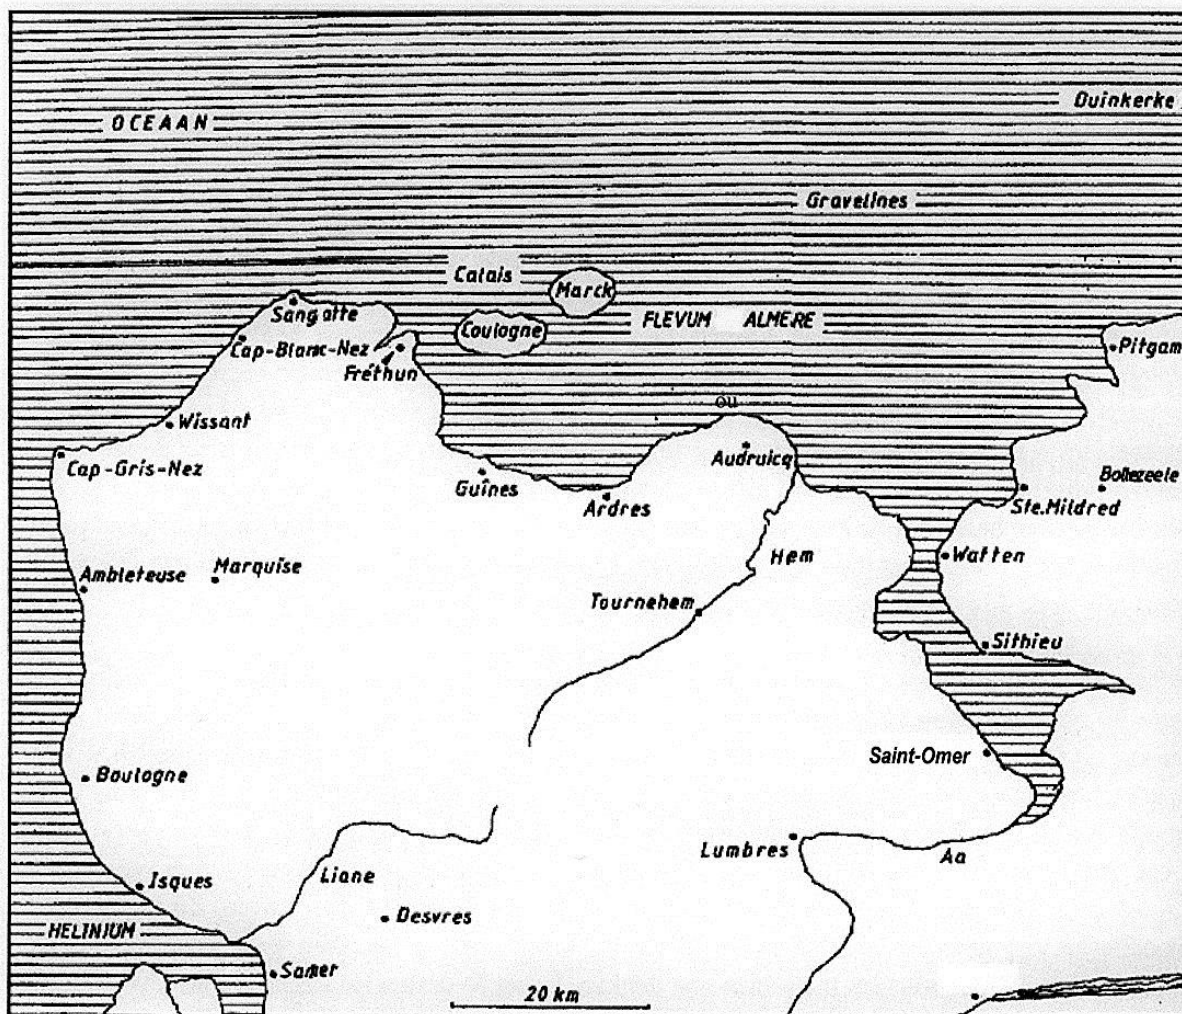 Duinkerke
OCEAAN
Gravelines
Calais
Marck
Sangatte
FLEVUM ALMERE
Coulogne
Cap-Blanc-Nez
Pitgam
Fréthun
ou
Wissant
Audruicq
Cap-Gris-Nez
Guînes
Bollezeele
Ardres
Ste.Mildred
Hem
Watten
Marquise
Ambleteuse
Tournehem
Sithieu
Saint-Omer
Boulogne
Lumbres
Aa
Liane
Isques
Desvres
HELINIUM
Samer
20 km